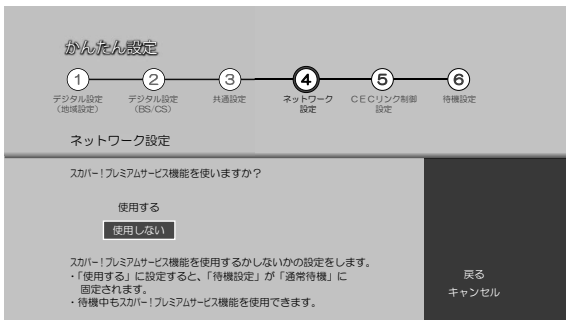 かんたん設定
1 2 3 4 5 6
デジタル設定 デジタル設定 共通設定 ネットワーク CECリンク制御 待機設定
(地域設定) (BS/CS) 設定 設定
ネットワーク設定
スカパー!プレミアムサービス機能を使いますか?
使用する
使用しない
スカパー!プレミアムサービス機能を使用するかしないかの設定をします。
・「使用する」に設定すると、「待機設定」が「通常待機」に
固定されます。
・待機中もスカパー!プレミアムサービス機能を使用できます。
戻る
キャンセル